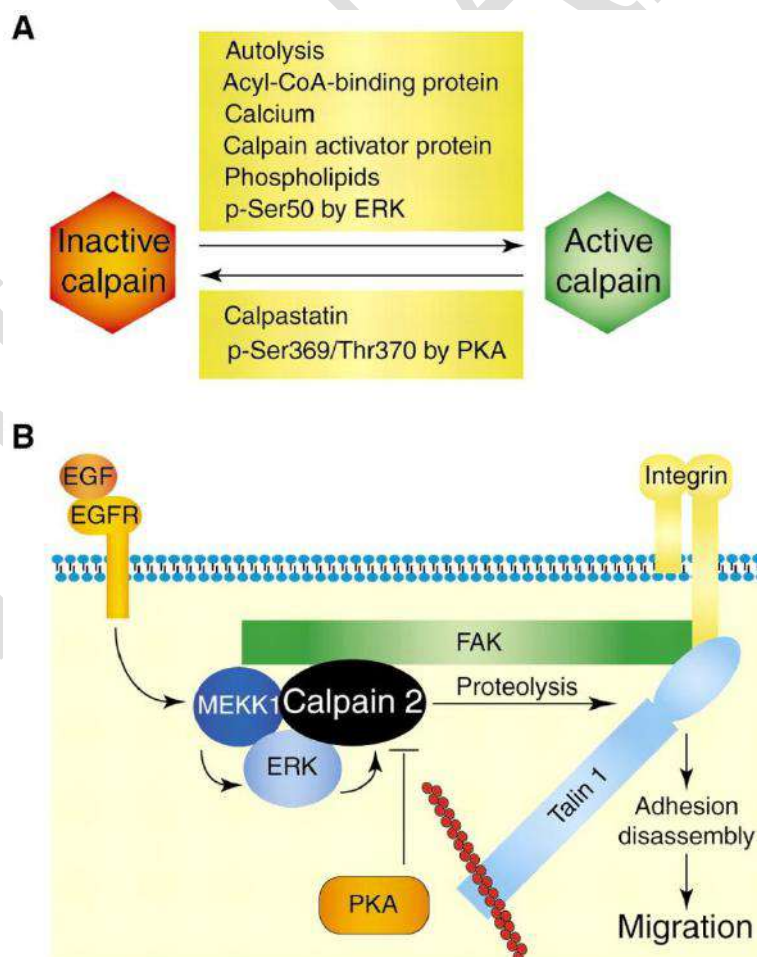 A
Autolysis
Acyl-CoA-binding protein
Calcium
Calpain activator protein
Phospholipids
p-Ser50 by ERK
Inactive
calpain
Active
calpain
Calpastatin
p-Ser369/Thr370 by PKA
B
EGF
EGFR
Integrin
FAK
MEKK1
Calpain 2
Proteolysis
ERK
Talin 1
Adhesion
disassembly
PKA
Migration